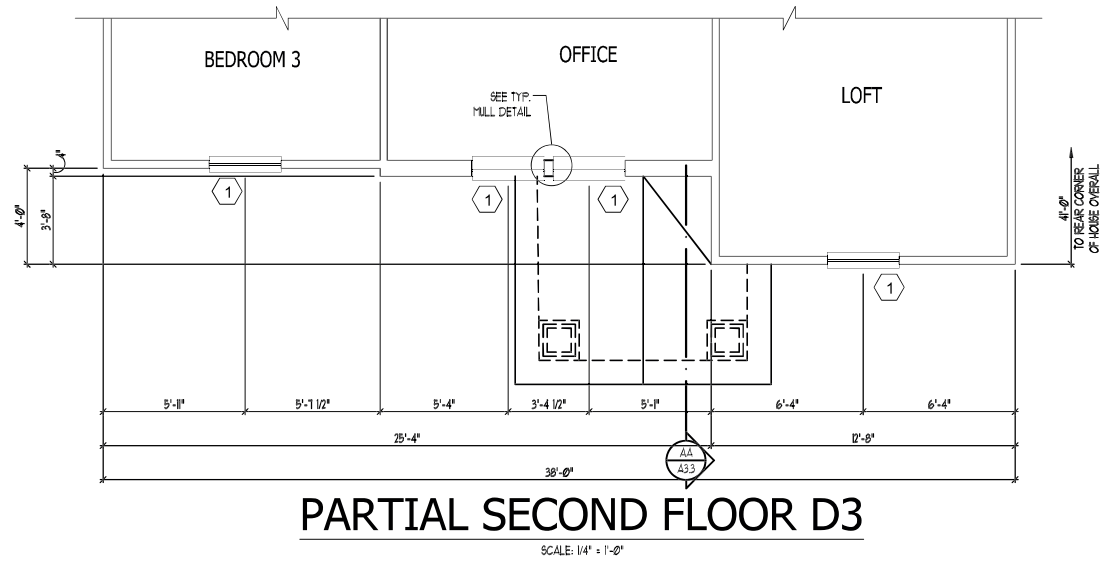 BEDROOM 3
OFFICE
LOFT
SEE TYP.
MULL DETAIL
4"
4'-0"
3'-8"
1
1
1
1
41'-0"
TO REAR CORNER
OF HOUSE OVERALL
5'-11"
5'-7 1/2"
5'-4"
3'-4 1/2"
5'-1"
6'-4"
6'-4"
25'-4"
12'-8"
38'-0"
AA
A3.3
PARTIAL SECOND FLOOR D3
SCALE: 1/4" = 1'-0"